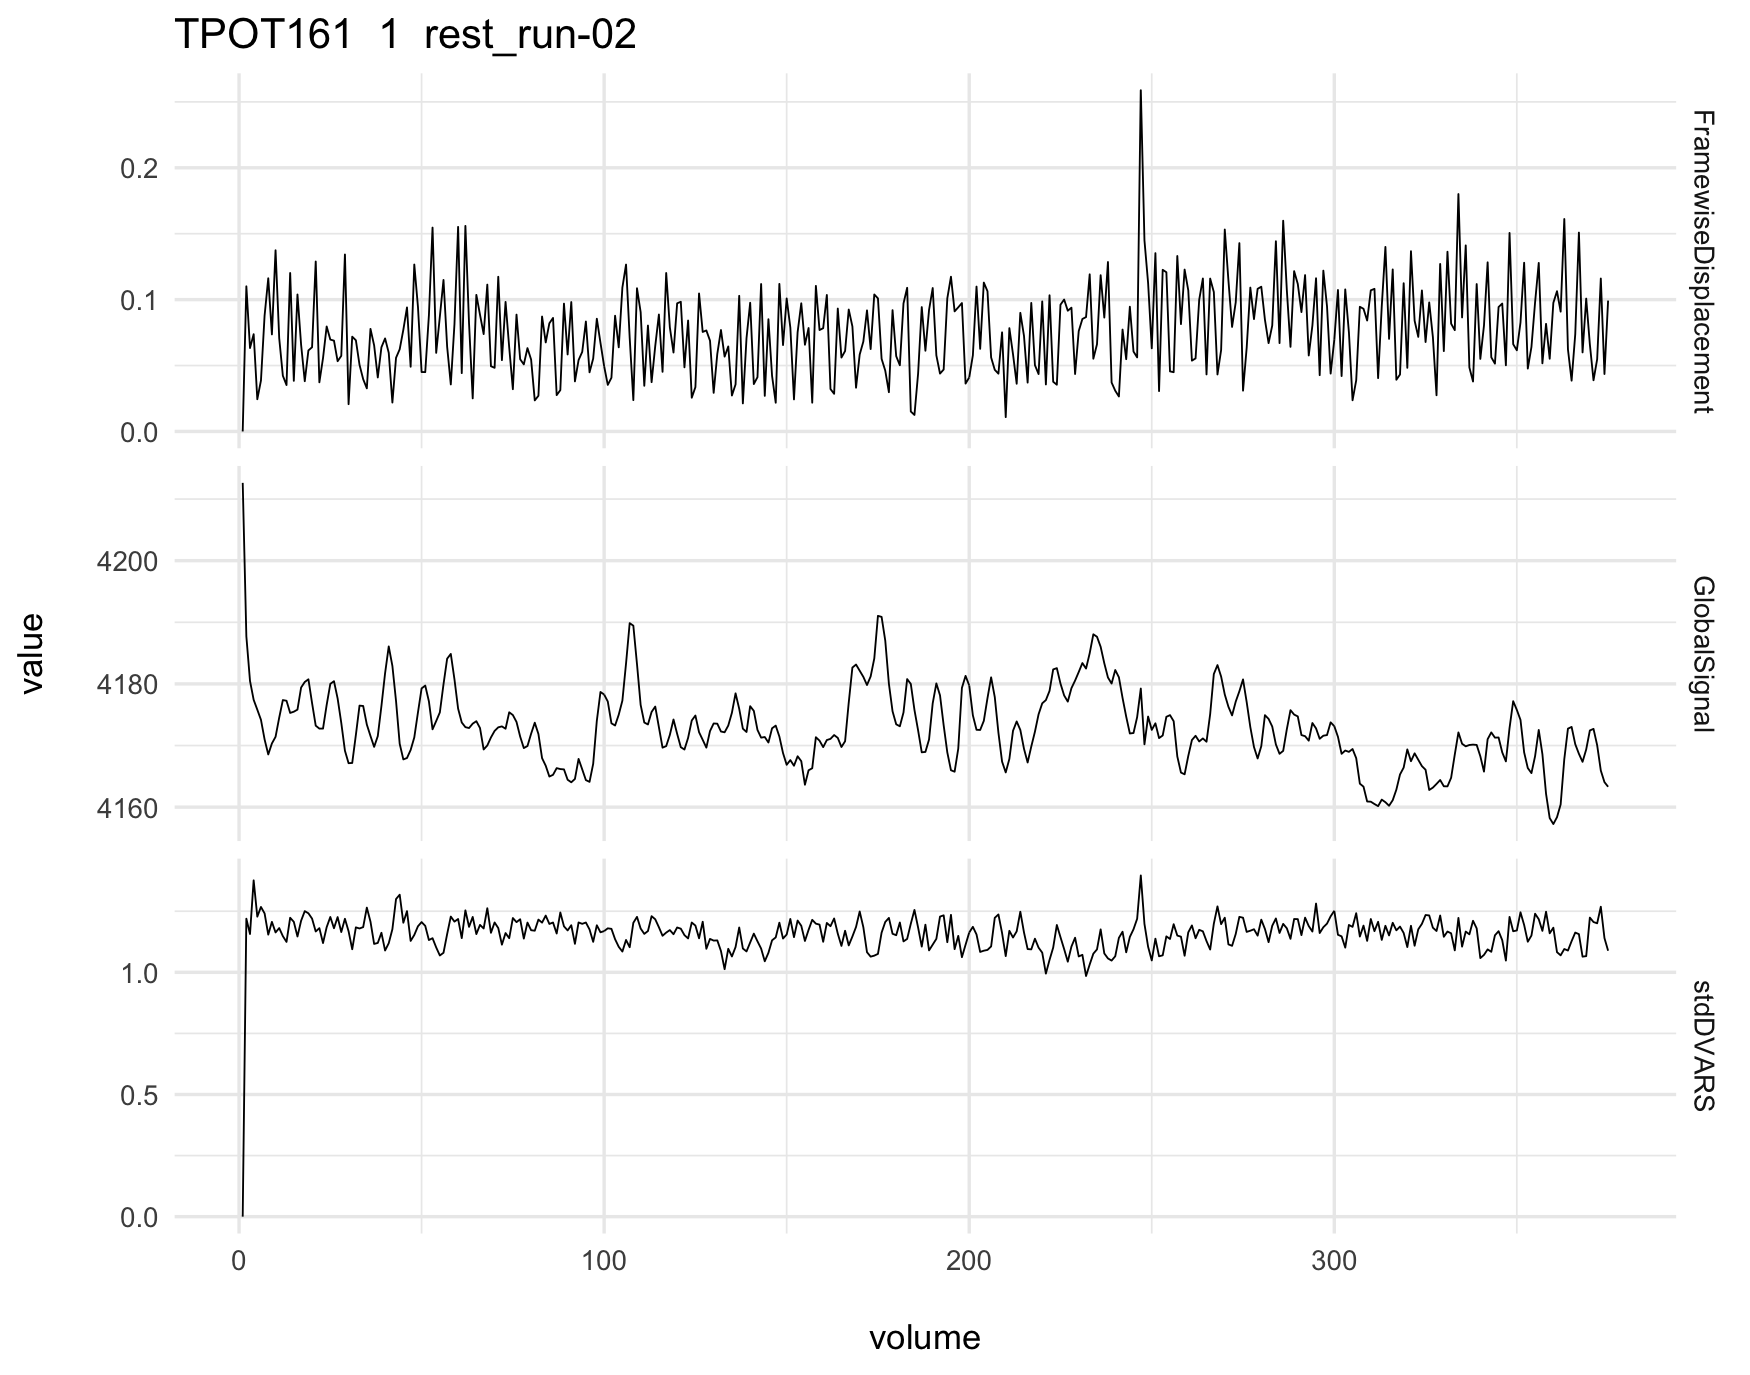 TPOT161 1 rest_run-02
0.2
0.1
0.0
FramewiseDisplacement
4200
4180
4160
GlobalSignal
value
1.0
0.5
0.0
stdDVARS
0 100 200 300
volume